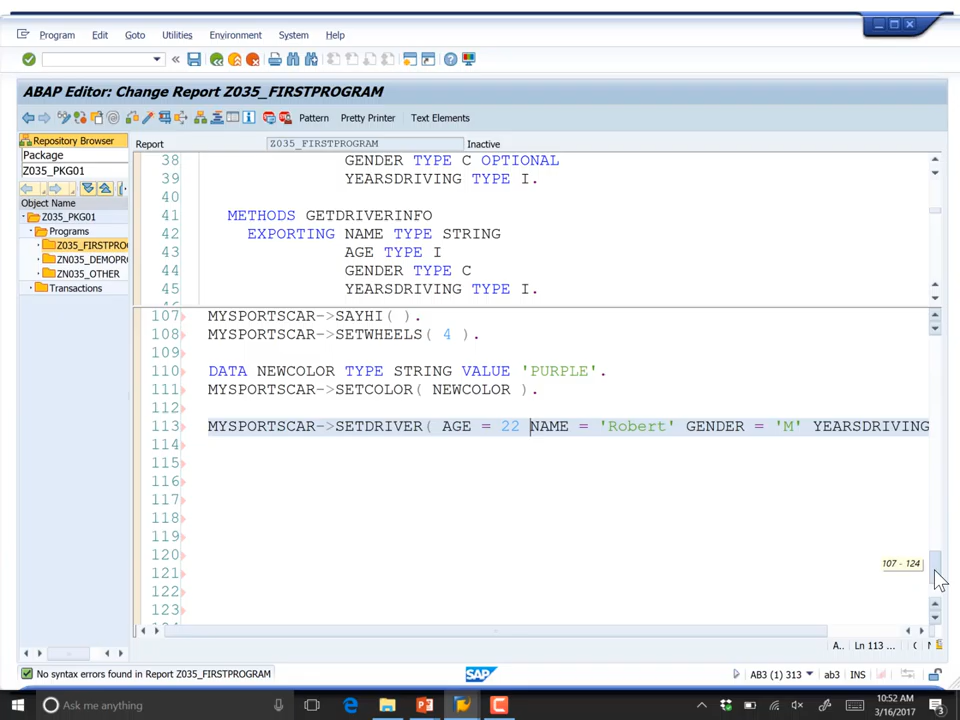 Program Edit Goto Utilities Environment System Help
ABAP Editor: Change Report Z035_FIRSTPROGRAM
Pattern Pretty Printer Text Elements
Repository Browser
Package
Z035_PKG01
Object Name
Z035_PKG01
Programs
Z035_FIRSTPRO
ZN035_DEMOPR
ZN035_OTHER
Transactions
Report Z035_FIRSTPROGRAM Inactive
38 GENDER TYPE C OPTIONAL
39 YEARSDRIVING TYPE I.
40
41 METHODS GETDRIVERINFO
42 EXPORTING NAME TYPE STRING
43 AGE TYPE I
44 GENDER TYPE C
45 YEARSDRIVING TYPE I.
107 MYSPORTSCAR->SAYHI( ).
108 MYSPORTSCAR->SETWHEELS( 4 ).
109
110 DATA NEWCOLOR TYPE STRING VALUE 'PURPLE'.
111 MYSPORTSCAR->SETCOLOR( NEWCOLOR ).
112
113 MYSPORTSCAR->SETDRIVER( AGE = 22 NAME = 'Robert' GENDER = 'M' YEARSDRIVING
114
115
116
117
118
119
120
121
122
123
107 - 124
A.. Ln 113 ...
No syntax errors found in Report Z035_FIRSTPROGRAM
SAP
AB3 (1) 313 ab3 INS
Ask me anything
10:52 AM
3/16/2017